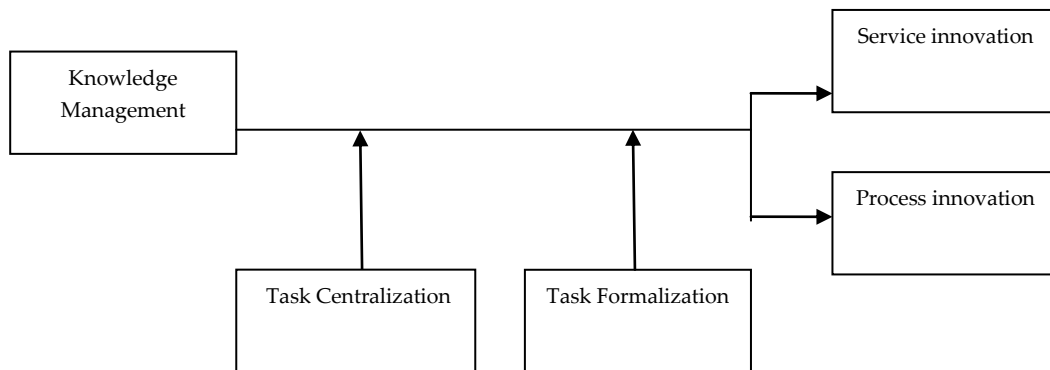 Service innovation
Knowledge
Management
Process innovation
Task Centralization
Task Formalization